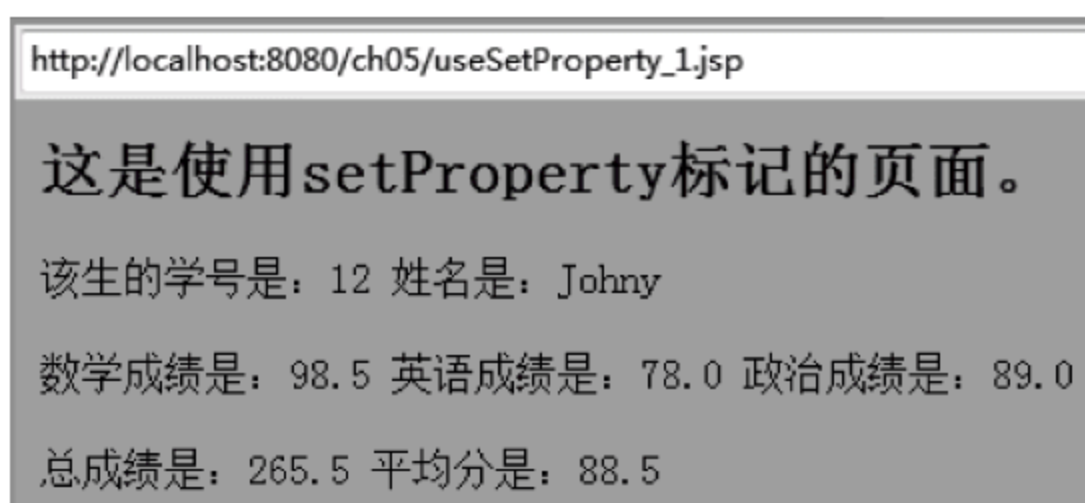 http://localhost:8080/ch05/useSetProperty_1.jsp
这是使用setProperty标记的页面。
该生的学号是：12 姓名是：Johny
数学成绩是：98.5 英语成绩是：78.0 政治成绩是：89.0
总成绩是：265.5 平均分是：88.5